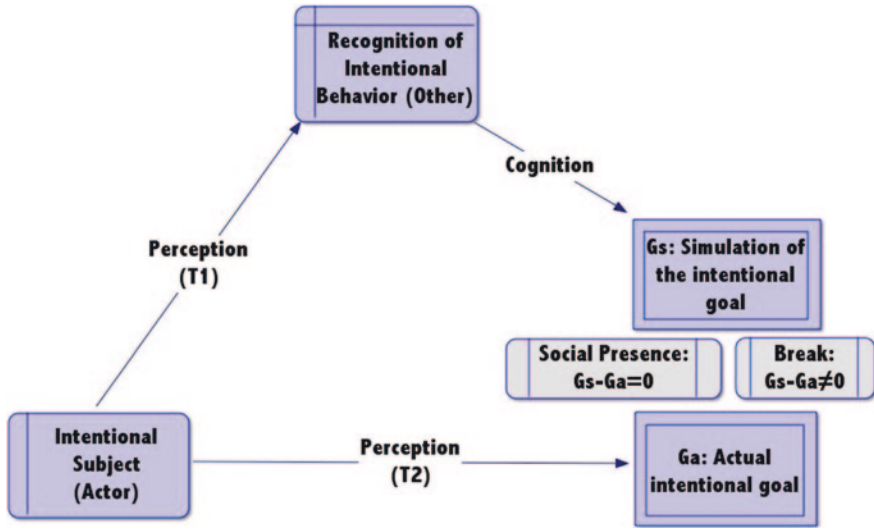 Recognition of
Intentional
Behavior (Other)
Cognition
Perception
(T1)
Gs: Simulation of
the intentional
goal
Social Presence:
Gs-Ga=0
Break:
Gs-Ga≠0
Intentional
Subject
(Actor)
Perception
(T2)
Ga: Actual
intentional goal